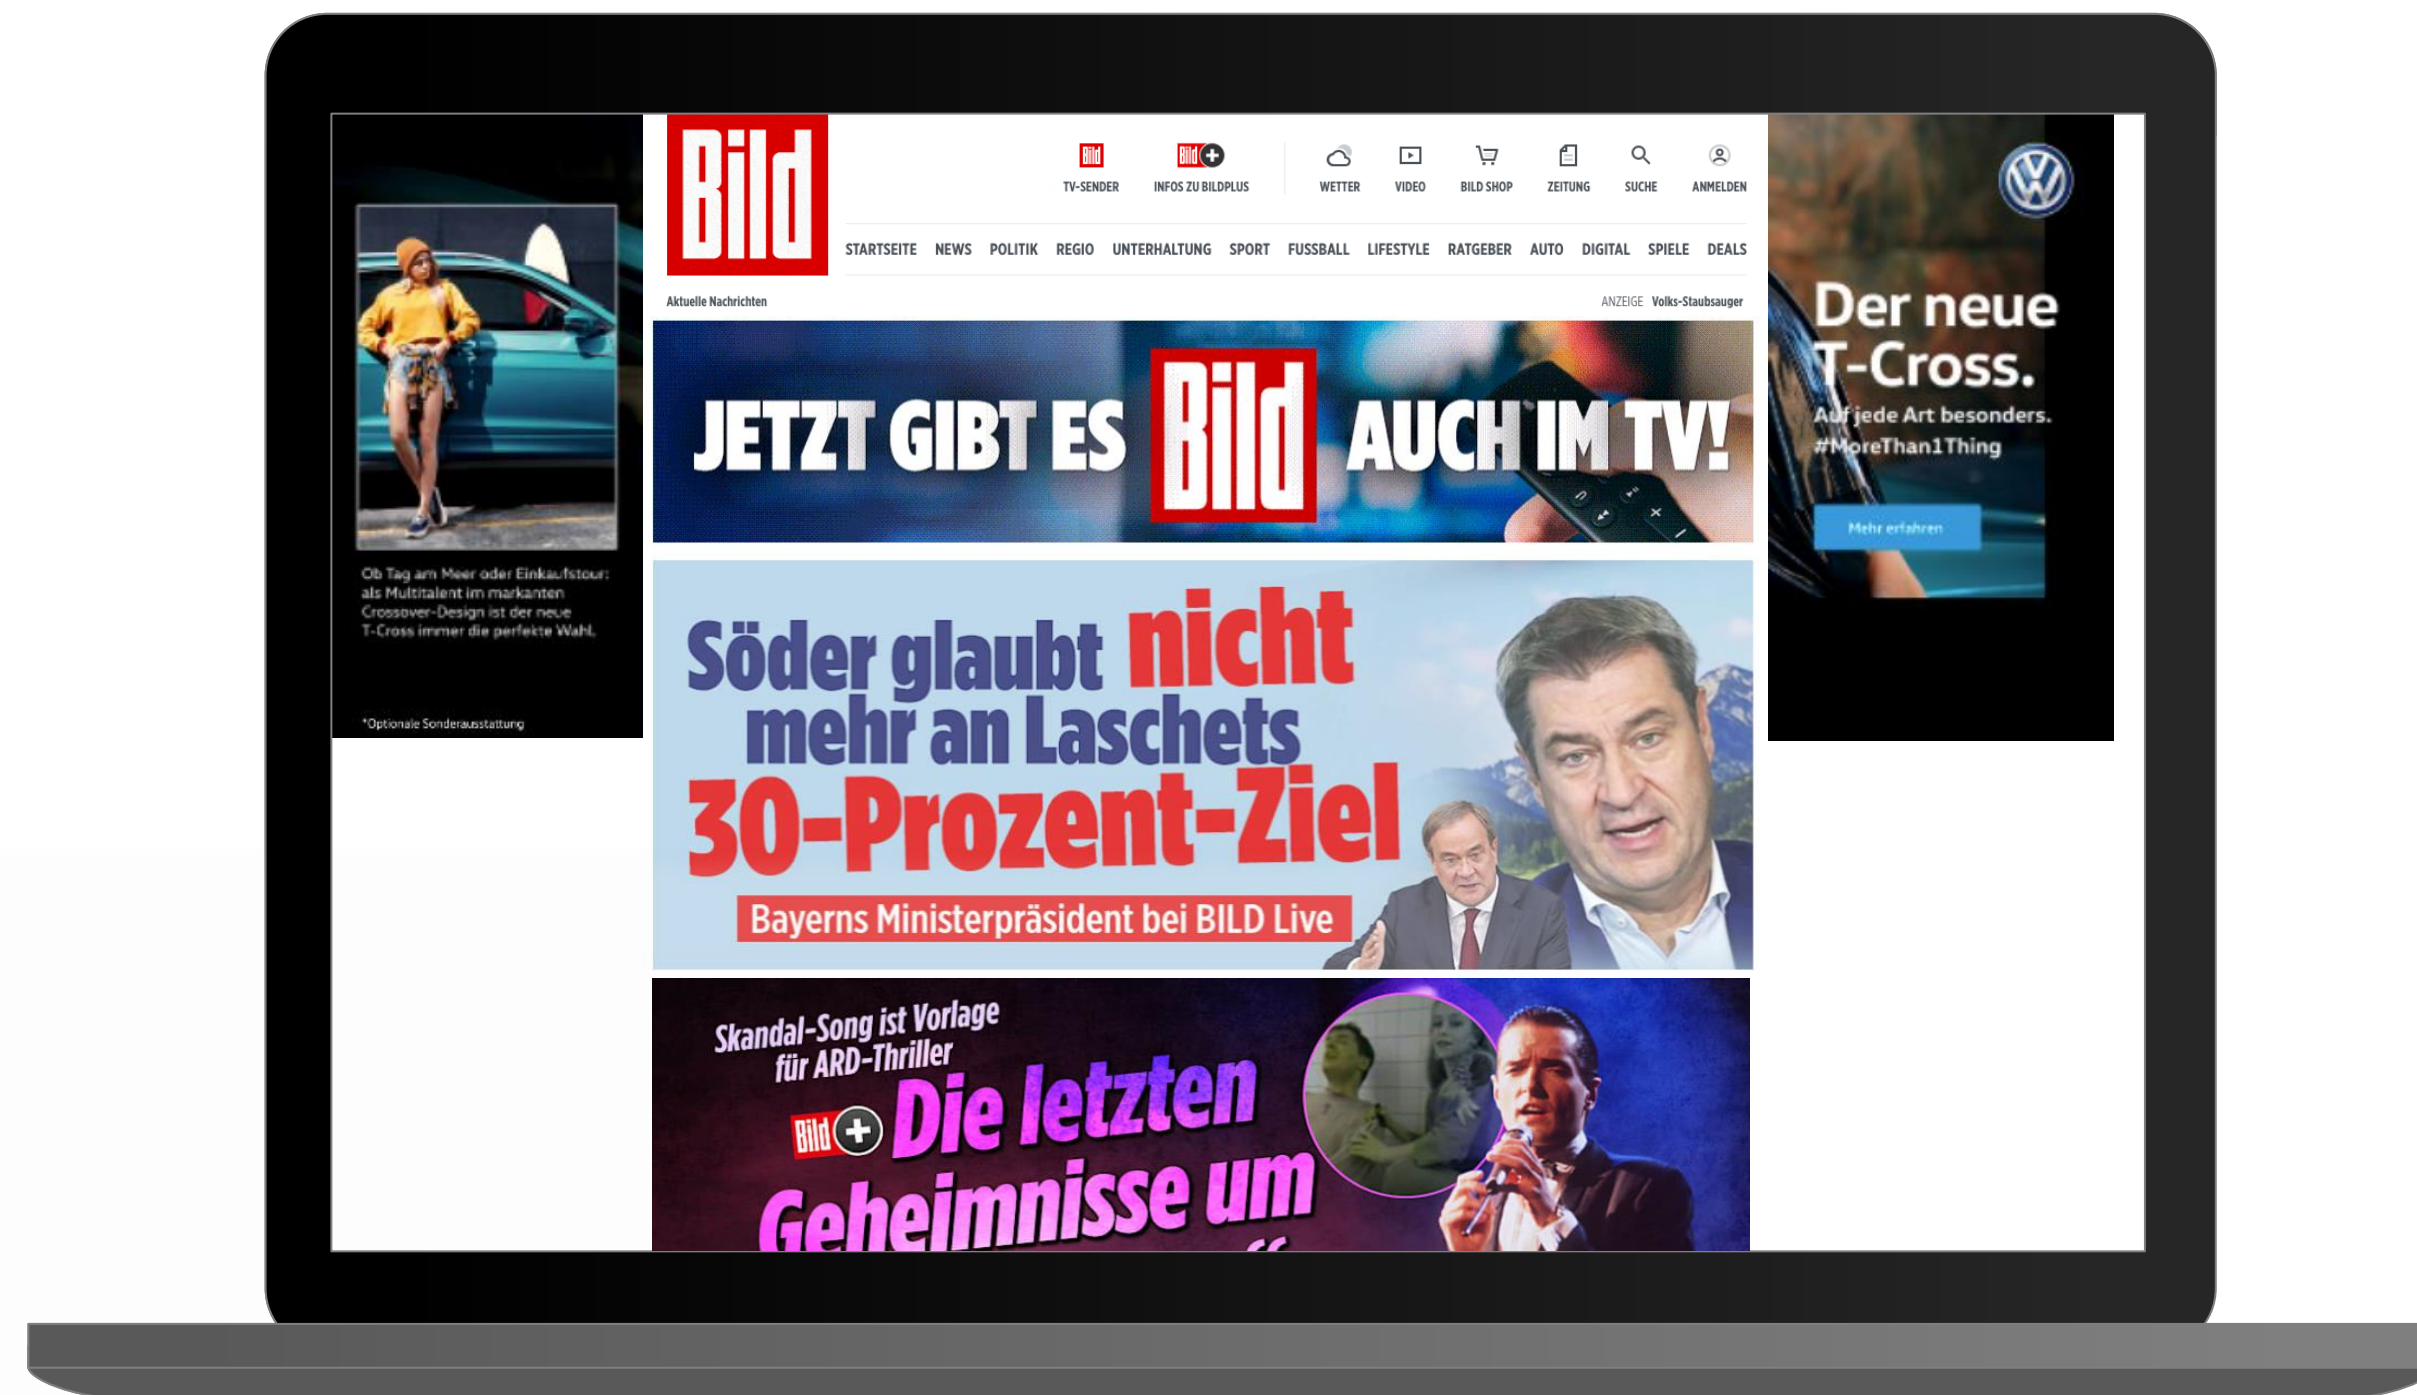 Bild
Bild
TV-SENDER
Bild+
INFOS ZU BILDPLUS
WETTER
VIDEO
BILD SHOP
ZEITUNG
SUCHE
ANMELDEN
STARTSEITE NEWS POLITIK REGIO UNTERHALTUNG SPORT FUSSBALL LIFESTYLE RATGEBER AUTO DIGITAL SPIELE DEALS
Aktuelle Nachrichten
ANZEIGE Volks-Staubsauger
Ob Tag am Meer oder Einkaufstour:
als Multitalent im markanten
Crossover-Design ist der neue
T-Cross immer die perfekte Wahl.
*Optionale Sonderausstattung
JETZT GIBT ES Bild AUCH IM TV!
Söder glaubt nicht
mehr an Laschets
30-Prozent-Ziel
Bayerns Ministerpräsident bei BILD Live
Skandal-Song ist Vorlage
für ARD-Thriller
Bild+ Die letzten
Geheimnisse um
“
VW
Der neue
T-Cross.
Auf jede Art besonders.
#MoreThan1Thing
Mehr erfahren